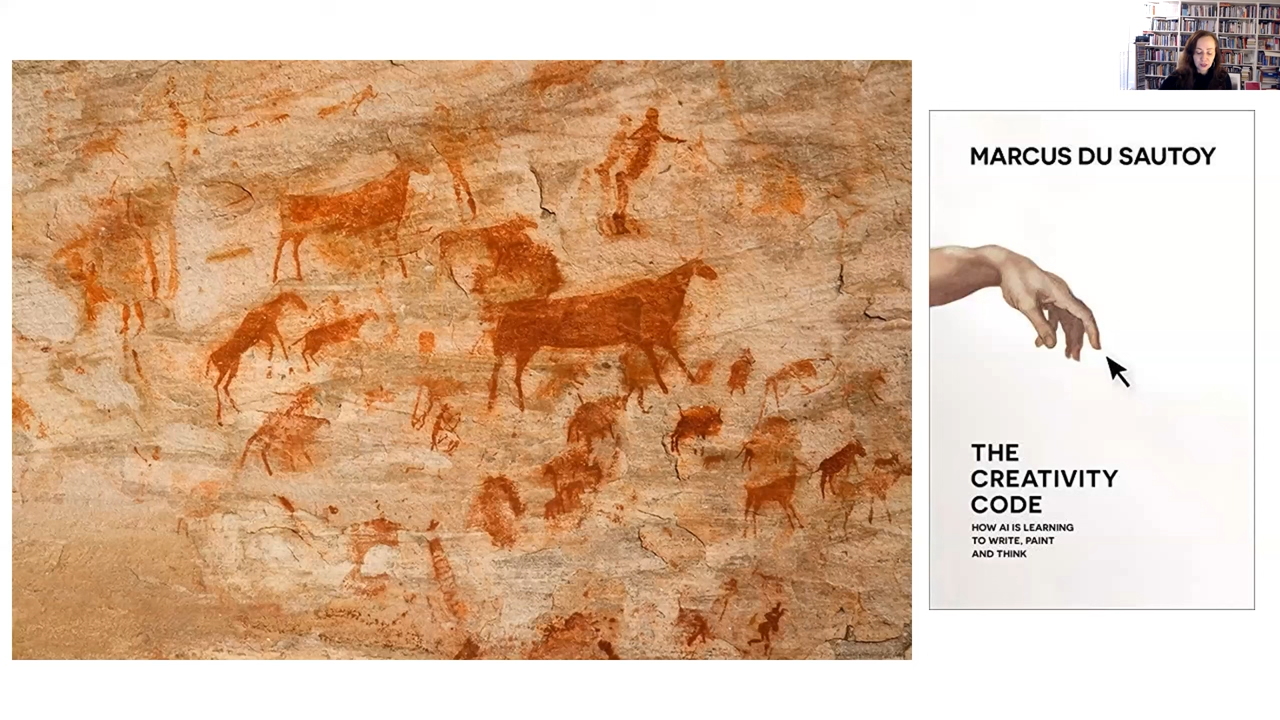 MARCUS DU SAUTOY
THE
CREATIVITY
CODE
HOW AI IS LEARNING
TO WRITE, PAINT
AND THINK